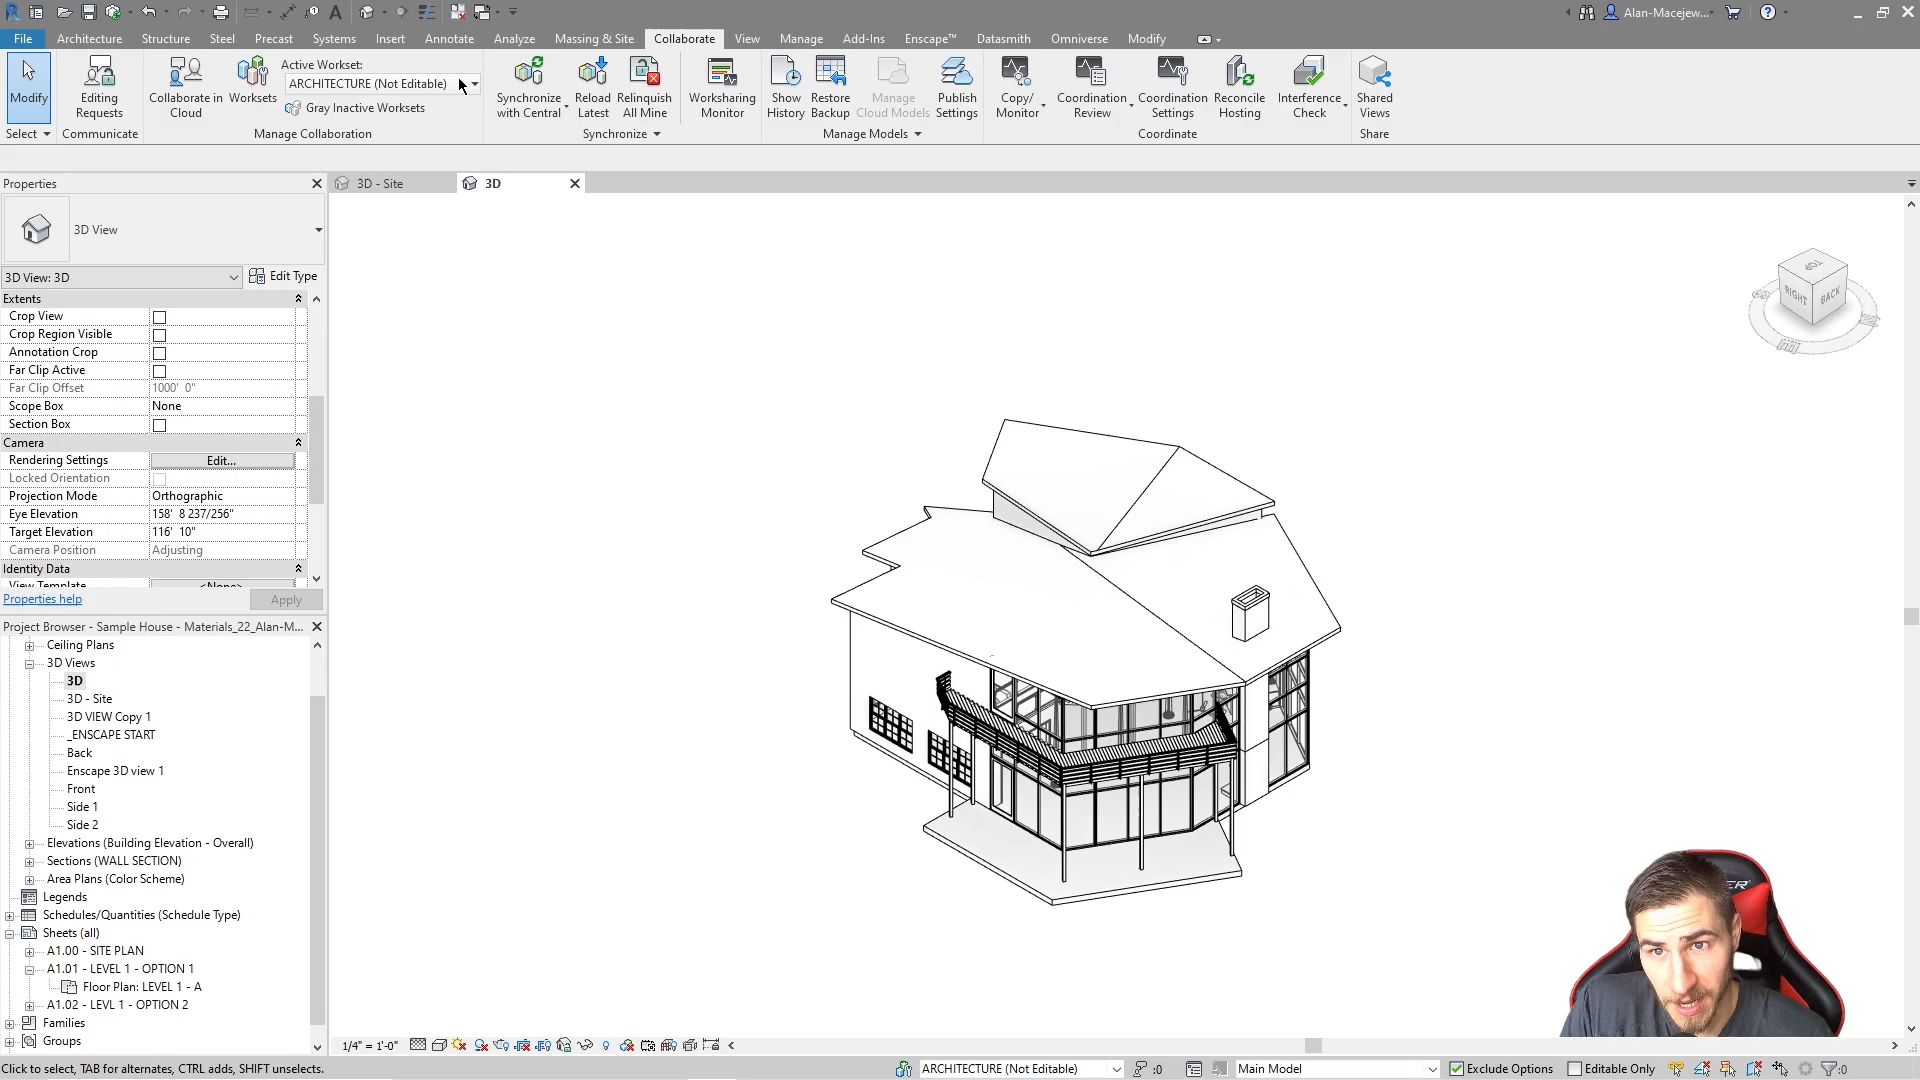 Alan-Macejew...
File Architecture Structure Steel Precast Systems Insert Annotate Analyze Massing & Site Collaborate View Manage Add-Ins Enscape™ Datasmith Omniverse Modify
Modify
Select
Editing Requests
Communicate
Collaborate in Cloud
Worksets
Active Workset:
ARCHITECTURE (Not Editable)
Gray Inactive Worksets
Manage Collaboration
Synchronize with Central
Reload Latest
Relinquish All Mine
Synchronize
Worksharing Monitor
Show History
Restore Backup
Manage Cloud Models
Publish Settings
Manage Models
Copy/ Monitor
Coordination Review
Coordination Settings
Reconcile Hosting
Interference Check
Coordinate
Shared Views
Share
Properties
3D - Site
3D
3D View
3D View: 3D
Edit Type
Extents
Crop View
Crop Region Visible
Annotation Crop
Far Clip Active
Far Clip Offset 1000' 0"
Scope Box None
Section Box
Camera
Rendering Settings Edit...
Locked Orientation
Projection Mode Orthographic
Eye Elevation 158' 8 237/256"
Target Elevation 116' 10"
Camera Position Adjusting
Identity Data
View Template <None>
Properties help
Apply
Project Browser - Sample House - Materials_22_Alan-M...
Ceiling Plans
3D Views
3D
3D - Site
3D VIEW Copy 1
_ENSCAPE START
Back
Enscape 3D view 1
Front
Side 1
Side 2
Elevations (Building Elevation - Overall)
Sections (WALL SECTION)
Area Plans (Color Scheme)
Legends
Schedules/Quantities (Schedule Type)
Sheets (all)
A1.00 - SITE PLAN
A1.01 - LEVEL 1 - OPTION 1
Floor Plan: LEVEL 1 - A
A1.02 - LEVL 1 - OPTION 2
Families
Groups
TOP
RIGHT
BACK
1/4" = 1'-0"
Click to select, TAB for alternates, CTRL adds, SHIFT unselects.
ARCHITECTURE (Not Editable)
:0
Main Model
Exclude Options
Editable Only
:0